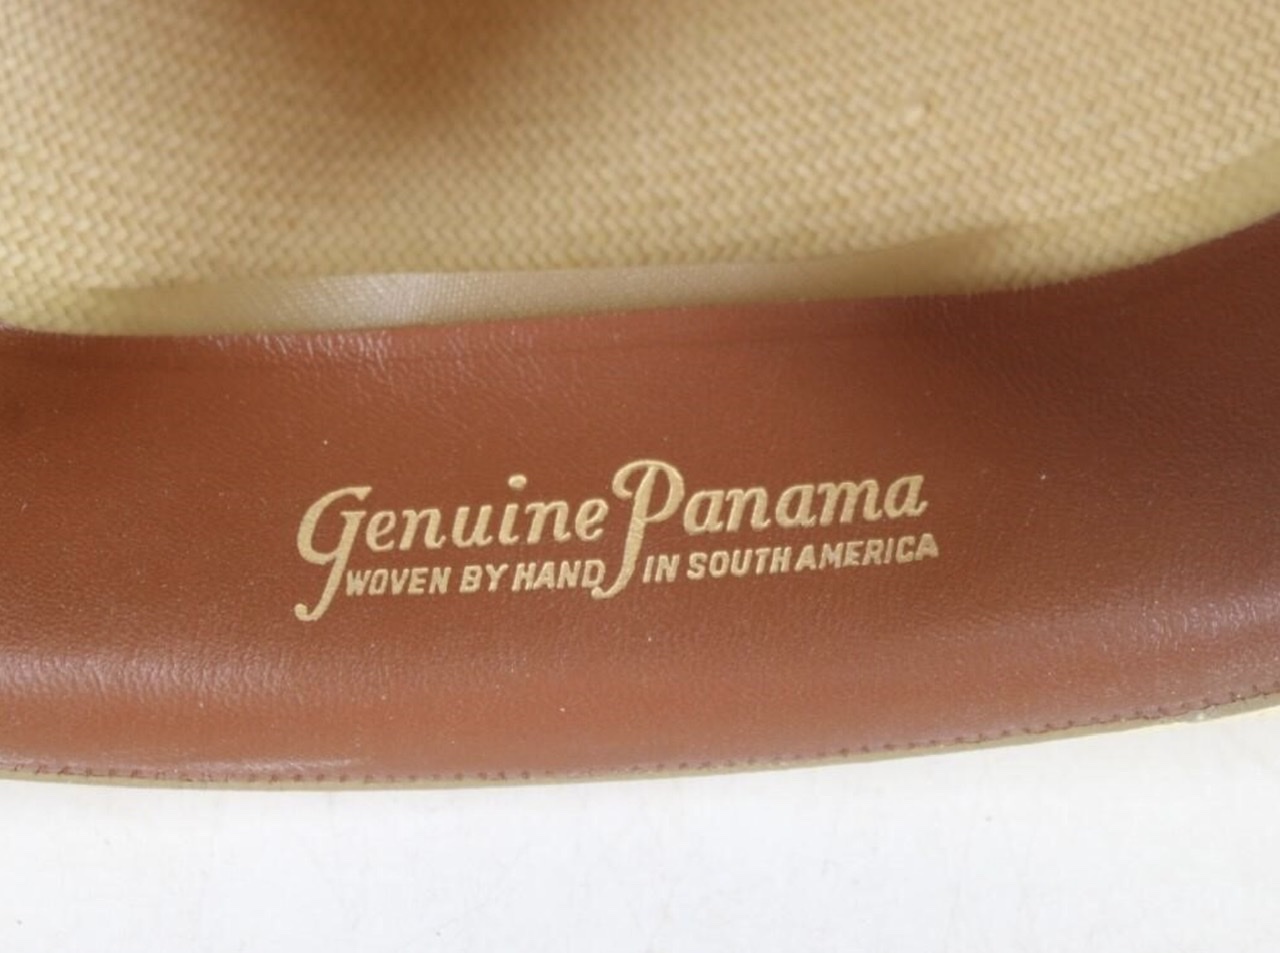 Genuine Panama
WOVEN BY HAND IN SOUTH AMERICA